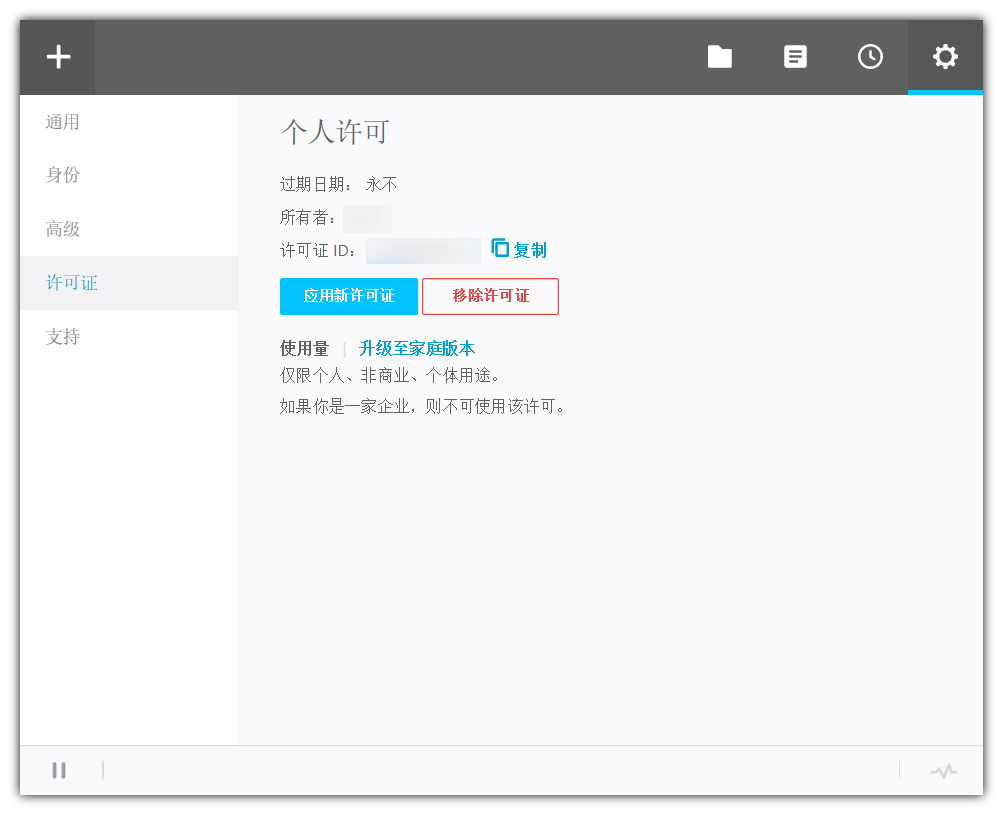 通用
身份
高级
许可证
支持
个人许可
过期日期： 永不
所有者：
许可证 ID： 复制
应用新许可证 移除许可证
使用量 | 升级至家庭版本
仅限个人、非商业、个体用途。
如果你是一家企业，则不可使用该许可。